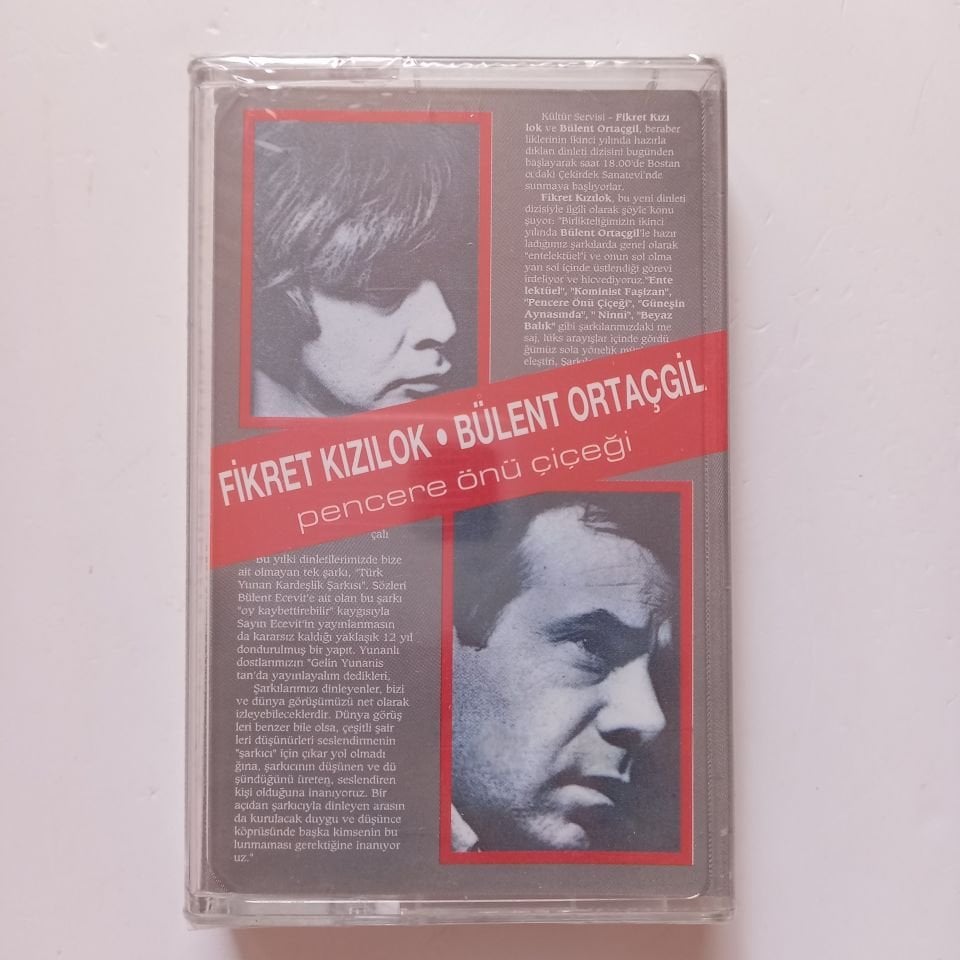 Kültür Servisi - Fikret Kızı
lok ve Bülent Ortaçgil, beraber
liklerinin ikinci yılında hazırla
dıkları dinleti dizisini bugünden
başlayarak saat 18.00'de Bostan
cı'daki Çekirdek Sanatevi'nde
sunmaya başlıyorlar.
Fikret Kızılok, bu yeni dinleti
dizisiyle ilgili olarak şöyle konu
şuyor: "Birlikteliğimizin ikinci
yılında Bülent Ortaçgil'le hazır
ladığımız şarkılarda genel olarak
"entelektüel"i ve onun sol olma
yan sol içinde üstlendiği görevi
irdeliyor ve hicvediyoruz."Ente
lektüel", "Kominist Faşizan",
"Pencere Önü Çiçeği", "Güneşin
Aynasında", " Ninni", "Beyaz
Balık" gibi şarkılarımızdaki me
saj, lüks arayışlar içinde gördü
ğümüz sola yönelik
eleştiri,
FİKRET KIZILOK • BÜLENT ORTAÇGİL
pencere önü çiçeği
çalı
Bu yılki dinletilerimizde bize
ait olmayan tek şarkı, "Türk
Yunan Kardeşlik Şarkısı". Sözleri
Bülent Ecevit'e ait olan bu şarkı
"oy kaybettirebilir" kaygısıyla
Sayın Ecevit'in yayınlanmasın
da kararsız kaldığı yaklaşık 12 yıl
dondurulmuş bir yapıt. Yunanlı
dostlarımızın "Gelin Yunanis
tan'da yayınlayalım dedikleri.
Şarkılarımızı dinleyenler, bizi
ve dünya görüşümüzü net olarak
izleyebileceklerdir. Dünya görüş
leri benzer bile olsa, çeşitli şair
leri düşünürleri seslendirmenin
"şarkıcı" için çıkar yol olmadı
ğına, şarkıcının düşünen ve dü
şündüğünü üreten, seslendiren
kişi olduğuna inanıyoruz. Bir
açıdan şarkıcıyla dinleyen arasın
da kurulacak duygu ve düşünce
köprüsünde başka kimsenin bu
lunmaması gerektiğine inanıyor
uz."